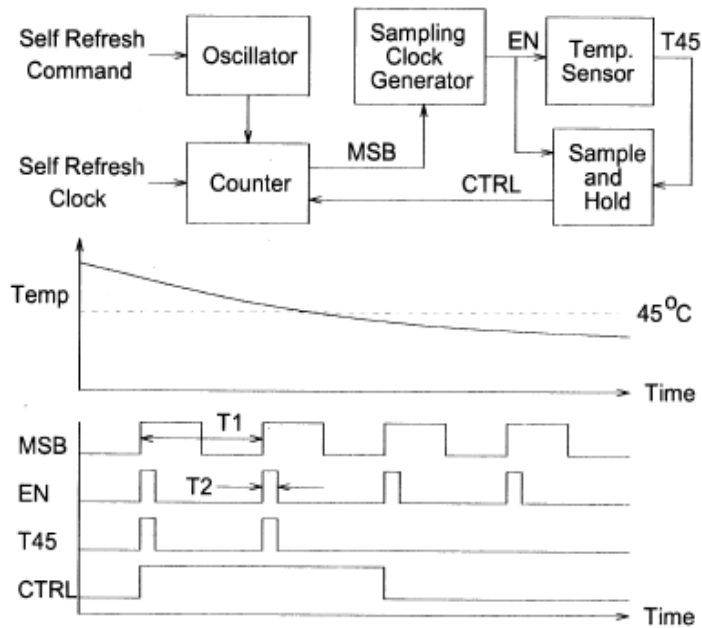 Self Refresh
Command
Oscillator
Sampling
Clock
Generator
EN
Temp.
Sensor
T45
Self Refresh
Clock
Counter
MSB
CTRL
Sample
and
Hold
Temp
45°C
Time
MSB
T1
EN
T2
T45
CTRL
Time